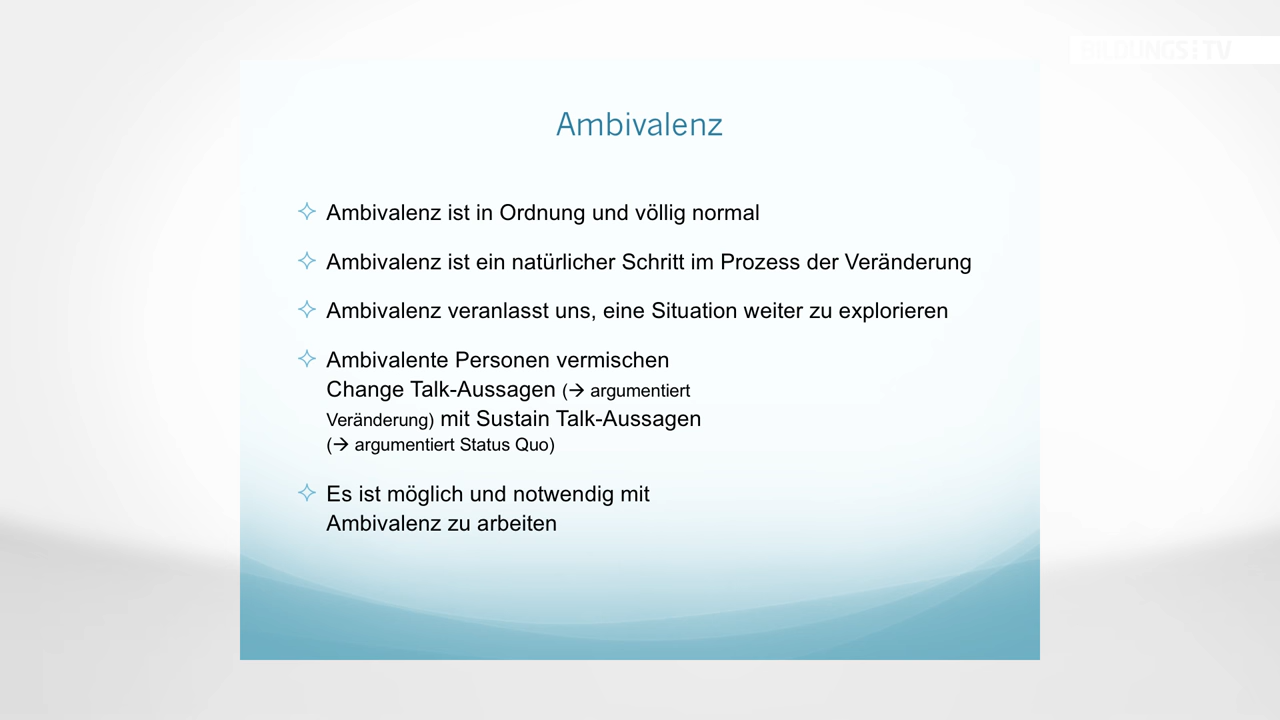 BILDUNGS TV
Ambivalenz
Ambivalenz ist in Ordnung und völlig normal
Ambivalenz ist ein natürlicher Schritt im Prozess der Veränderung
Ambivalenz veranlasst uns, eine Situation weiter zu explorieren
Ambivalente Personen vermischen
Change Talk-Aussagen (→ argumentiert
Veränderung) mit Sustain Talk-Aussagen
(→ argumentiert Status Quo)
Es ist möglich und notwendig mit
Ambivalenz zu arbeiten